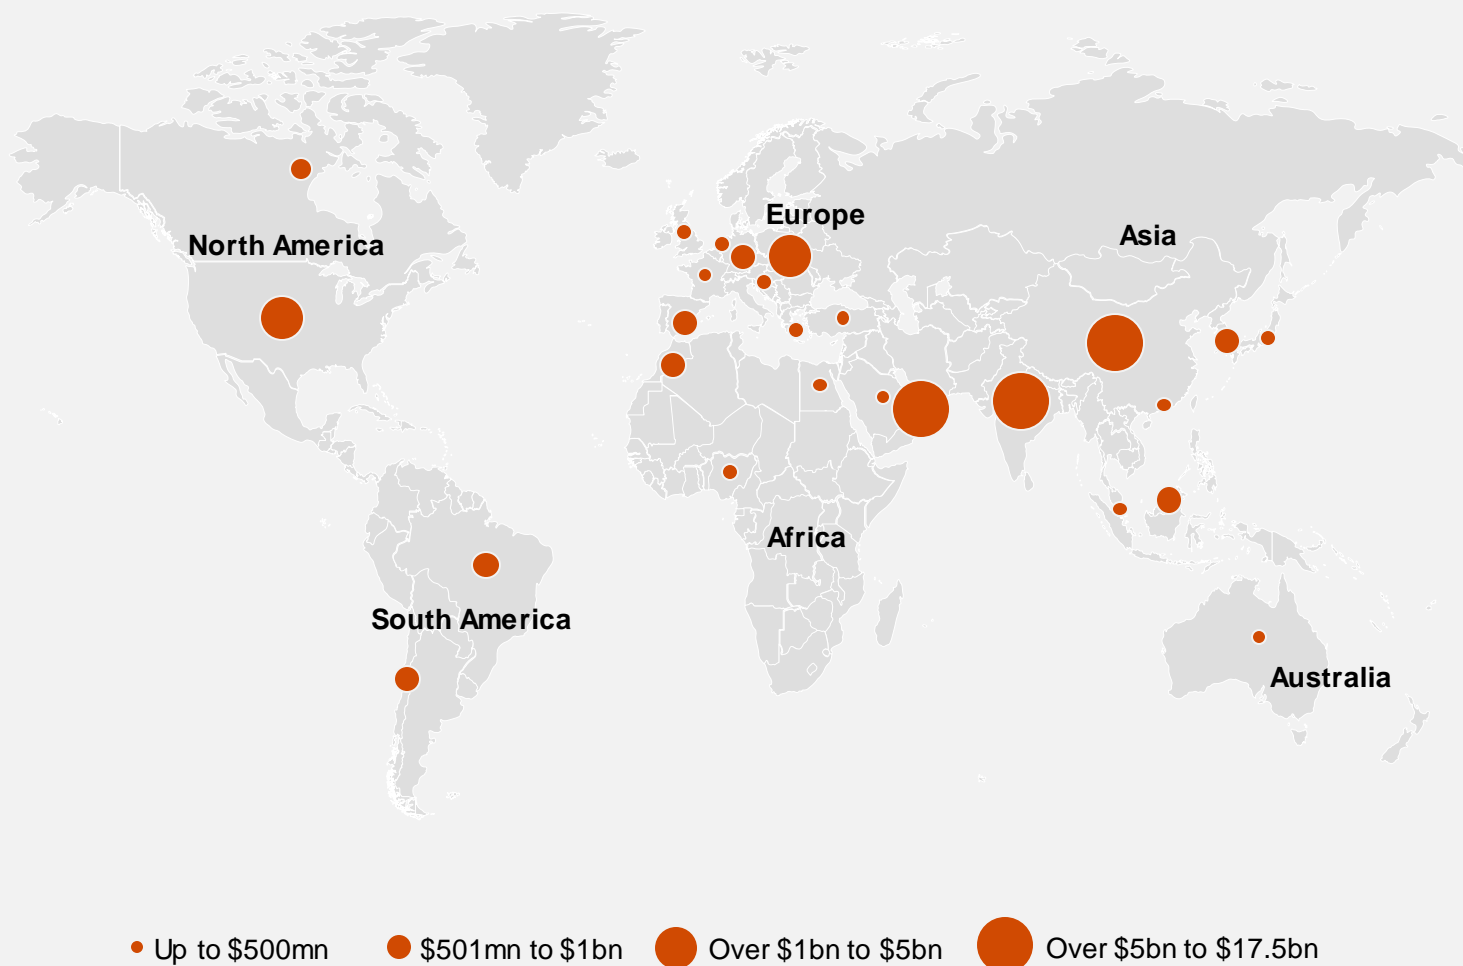 Europe
Asia
North America
Africa
South America
Australia
Up to $500mn
$501mn to $1bn
Over $1bn to $5bn
Over $5bn to $17.5bn